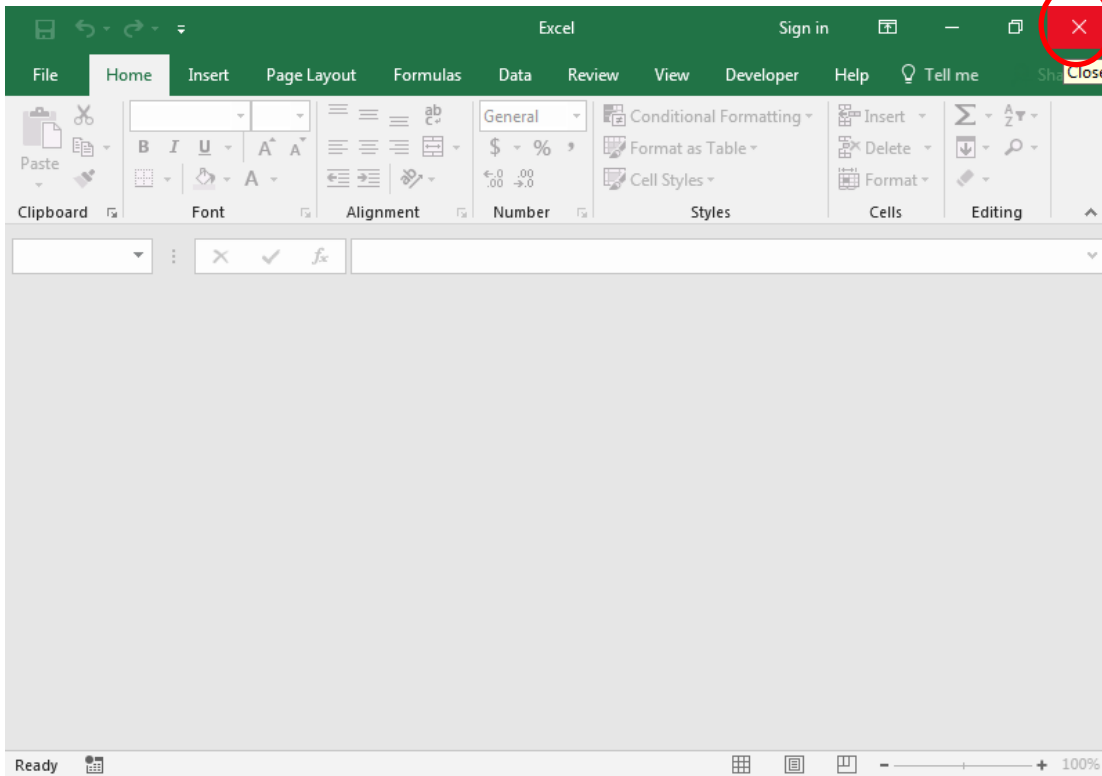 Excel Sign in
File Home Insert Page Layout Formulas Data Review View Developer Help Tell me Sha Close
General Conditional Formatting Insert
Paste B I U A A $ % , Format as Table Delete
A Cell Styles Format
Clipboard Font Alignment Number Styles Cells Editing
fx
Ready 100%